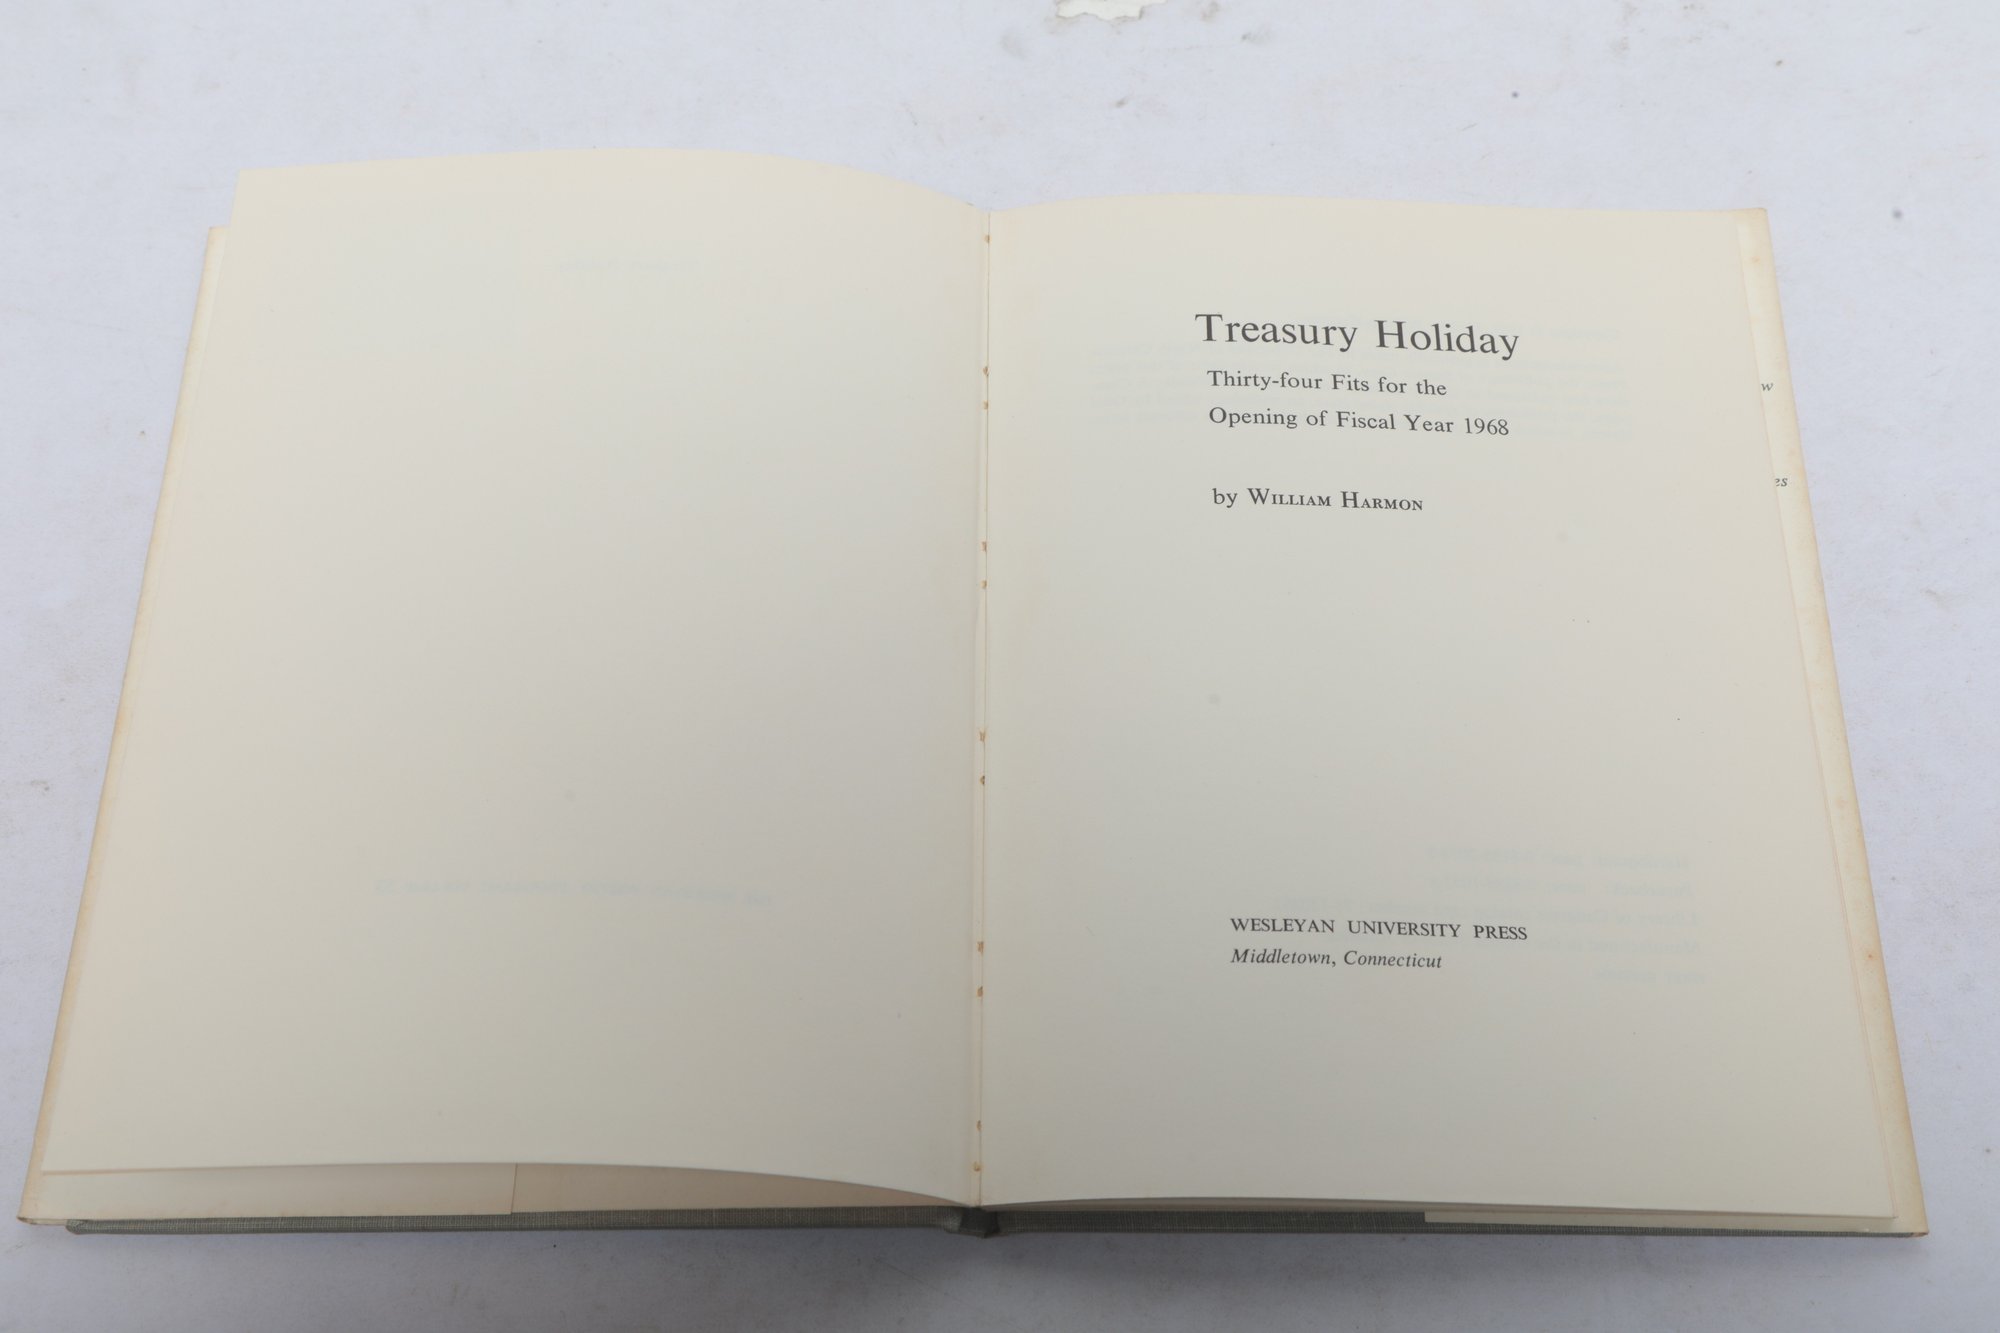 Treasury Holiday
Thirty-four Fits for the
Opening of Fiscal Year 1968
by WILLIAM HARMON
WESLEYAN UNIVERSITY PRESS
Middletown, Connecticut
w
es